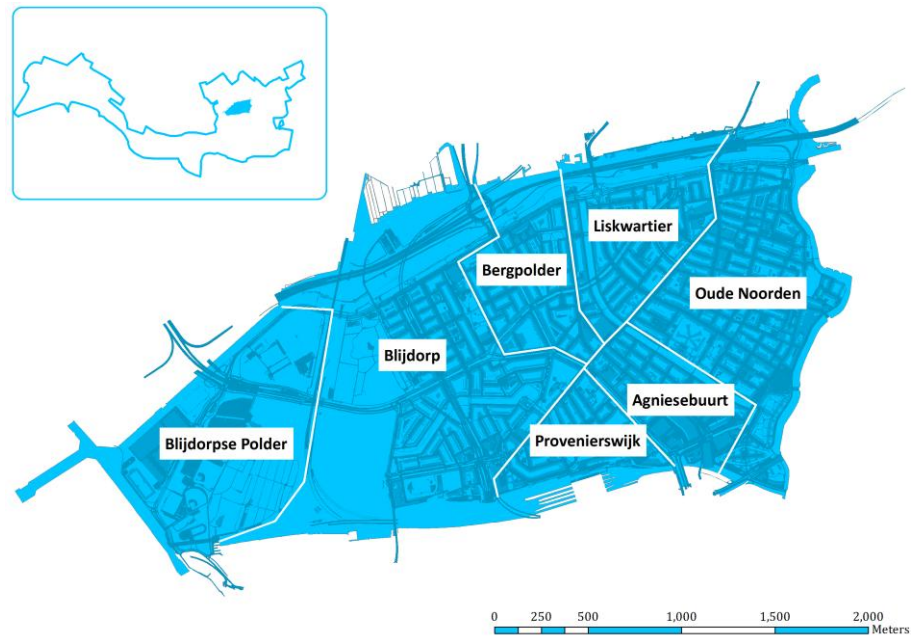 Liskwartier
Bergpolder
Oude Noorden
Blijdorp
Agniesebuurt
Blijdorpse Polder
Provenierswijk
0 250 500 1,000 1,500 2,000
Meters